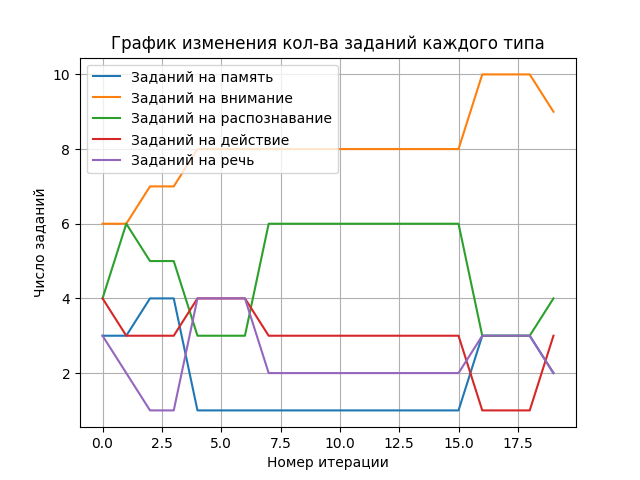 График изменения кол-ва заданий каждого типа
Число заданий
10
8
6
4
2
Заданий на память
Заданий на внимание
Заданий на распознавание
Заданий на действие
Заданий на речь
0.0 2.5 5.0 7.5 10.0 12.5 15.0 17.5
Номер итерации